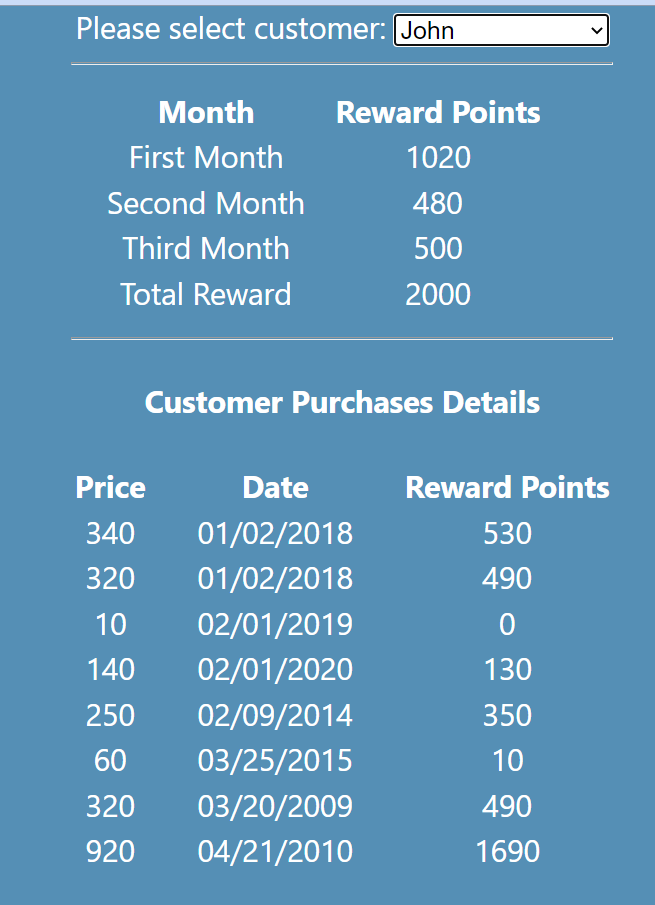 Please select customer: John
Month Reward Points
First Month 1020
Second Month 480
Third Month 500
Total Reward 2000
Customer Purchases Details
Price Date Reward Points
340 01/02/2018 530
320 01/02/2018 490
10 02/01/2019 0
140 02/01/2020 130
250 02/09/2014 350
60 03/25/2015 10
320 03/20/2009 490
920 04/21/2010 1690